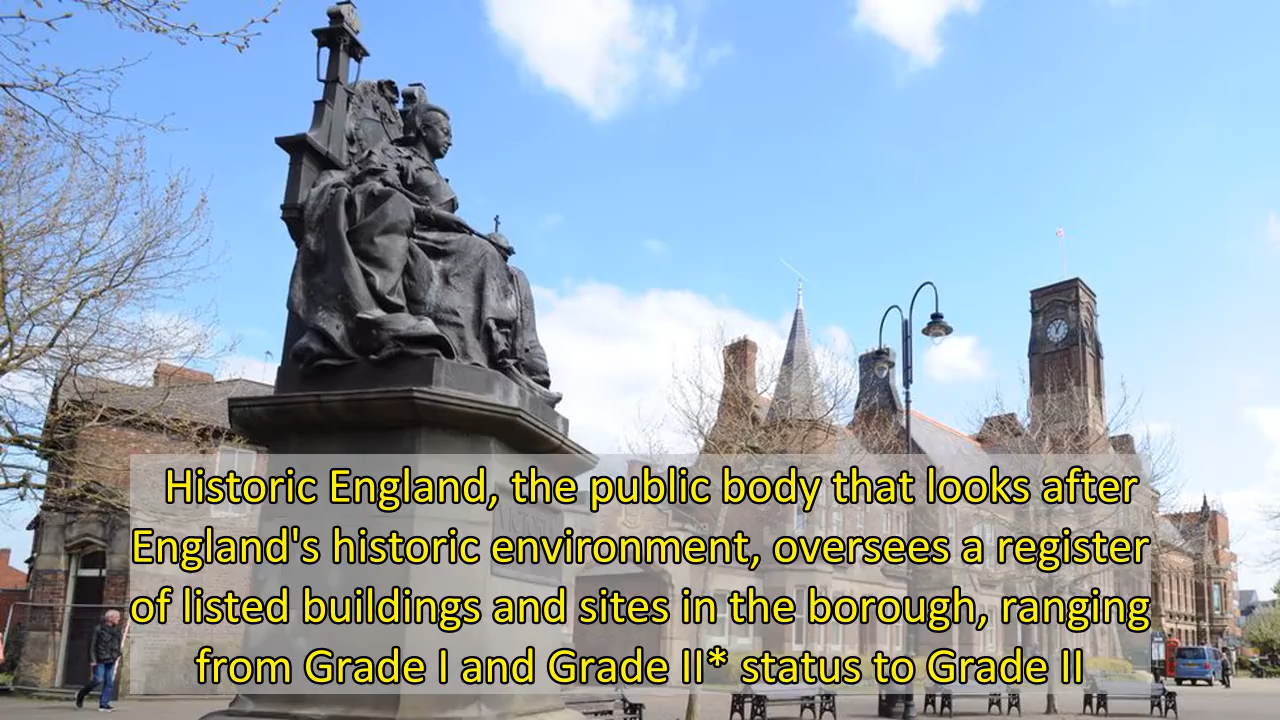 Historic England, the public body that looks after
England's historic environment, oversees a register
of listed buildings and sites in the borough, ranging
from Grade I and Grade II* status to Grade II